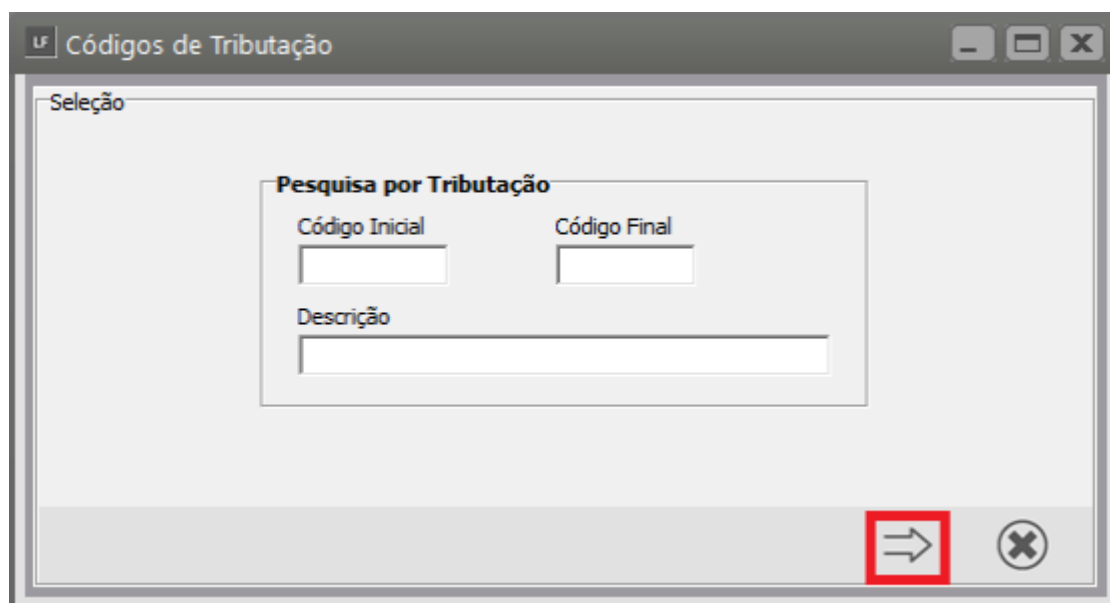 LF Códigos de Tributação
Seleção
Pesquisa por Tributação
Código Inicial Código Final
Descrição